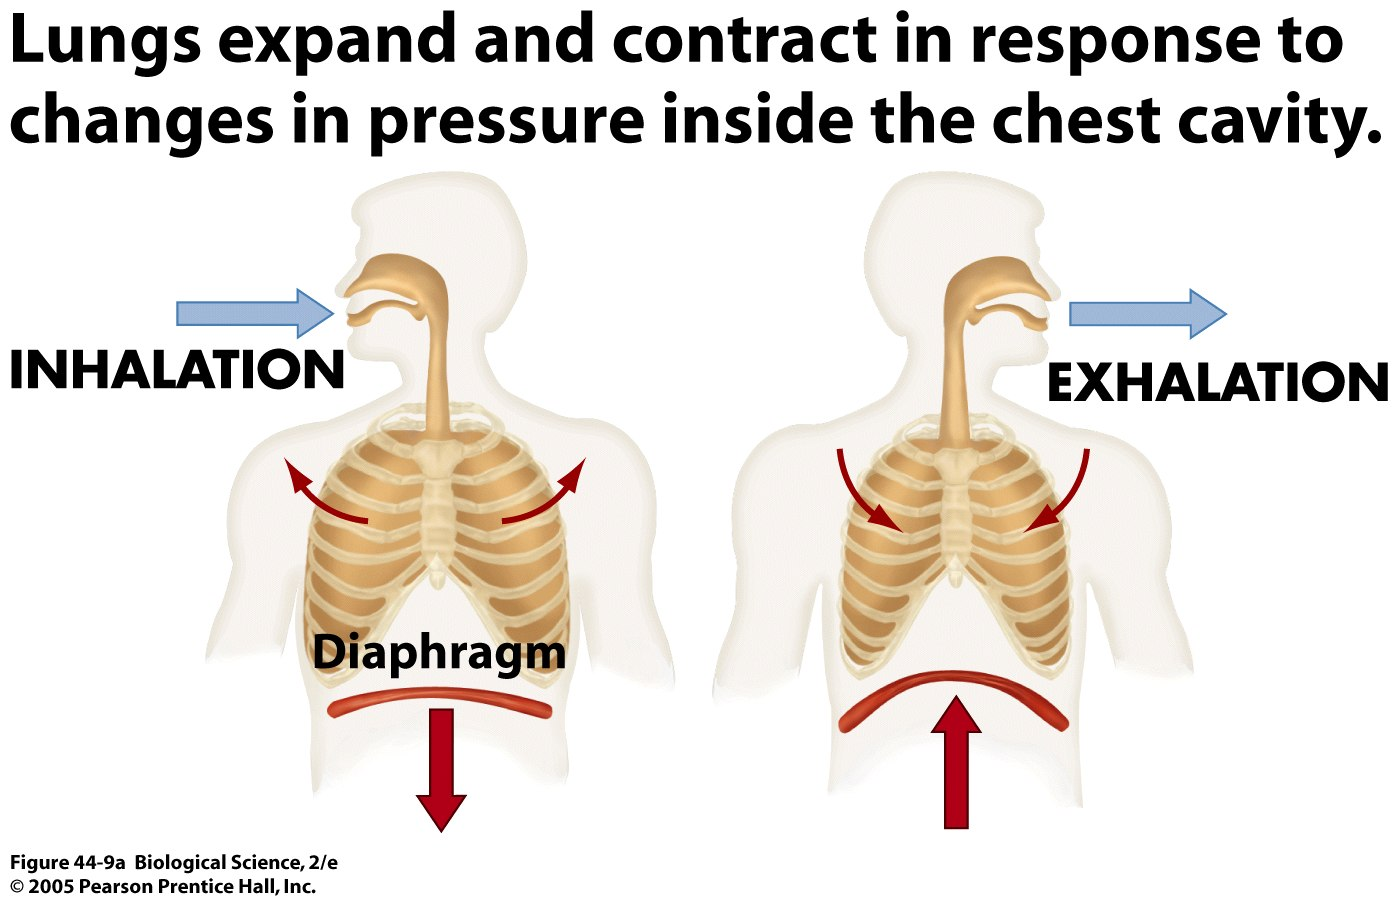 Lungs expand and contract in response to
changes in pressure inside the chest cavity.
INHALATION
EXHALATION
Diaphragm
Figure 44-9a Biological Science, 2/e
© 2005 Pearson Prentice Hall, Inc.